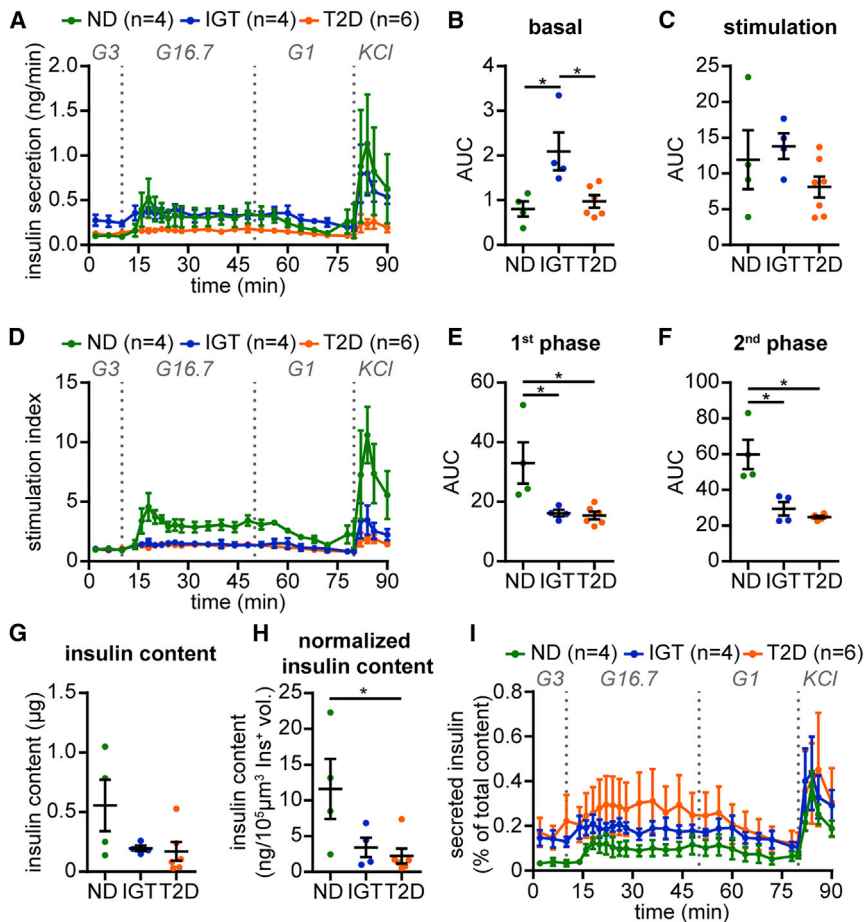 A
ND (n=4) IGT (n=4) T2D (n=6)
G3 G16.7 G1 KCl
insulin secretion (ng/min)
2.0
1.5
1.0
0.5
0.0
2 15 30 45 60 75 90
time (min)
B
basal
AUC
4
3
2
1
0
* *
ND IGT T2D
C
stimulation
AUC
25
20
15
10
5
0
ND IGT T2D
D
ND (n=4) IGT (n=4) T2D (n=6)
G3 G16.7 G1 KCl
stimulation index
15
10
5
0
2 15 30 45 60 75 90
time (min)
E
1st phase
AUC
60
40
20
0
*
*
ND IGT T2D
F
2nd phase
AUC
100
80
60
40
20
0
*
*
ND IGT T2D
G
insulin content
insulin content (µg)
1.5
1.0
0.5
0.0
ND IGT T2D
H
normalized
insulin content
insulin content
(ng/10⁵µm³ Ins⁺ vol.)
25
20
15
10
5
0
*
ND IGT T2D
I
ND (n=4) IGT (n=4) T2D (n=6)
G3 G16.7 G1 KCl
secreted insulin
(% of total content)
0.8
0.6
0.4
0.2
0.0
2 15 30 45 60 75 90
time (min)